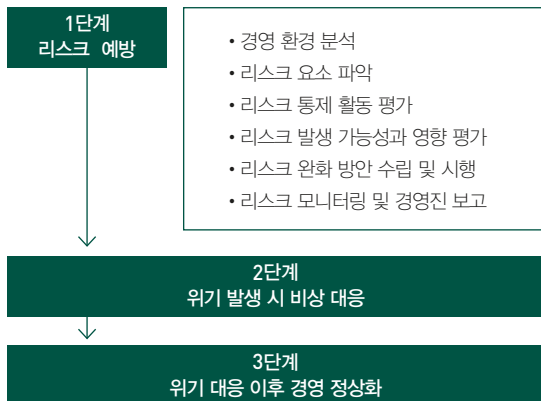 1단계
리스크 예방
• 경영 환경 분석
• 리스크 요소 파악
• 리스크 통제 활동 평가
• 리스크 발생 가능성과 영향 평가
• 리스크 완화 방안 수립 및 시행
• 리스크 모니터링 및 경영진 보고
2단계
위기 발생 시 비상 대응
3단계
위기 대응 이후 경영 정상화